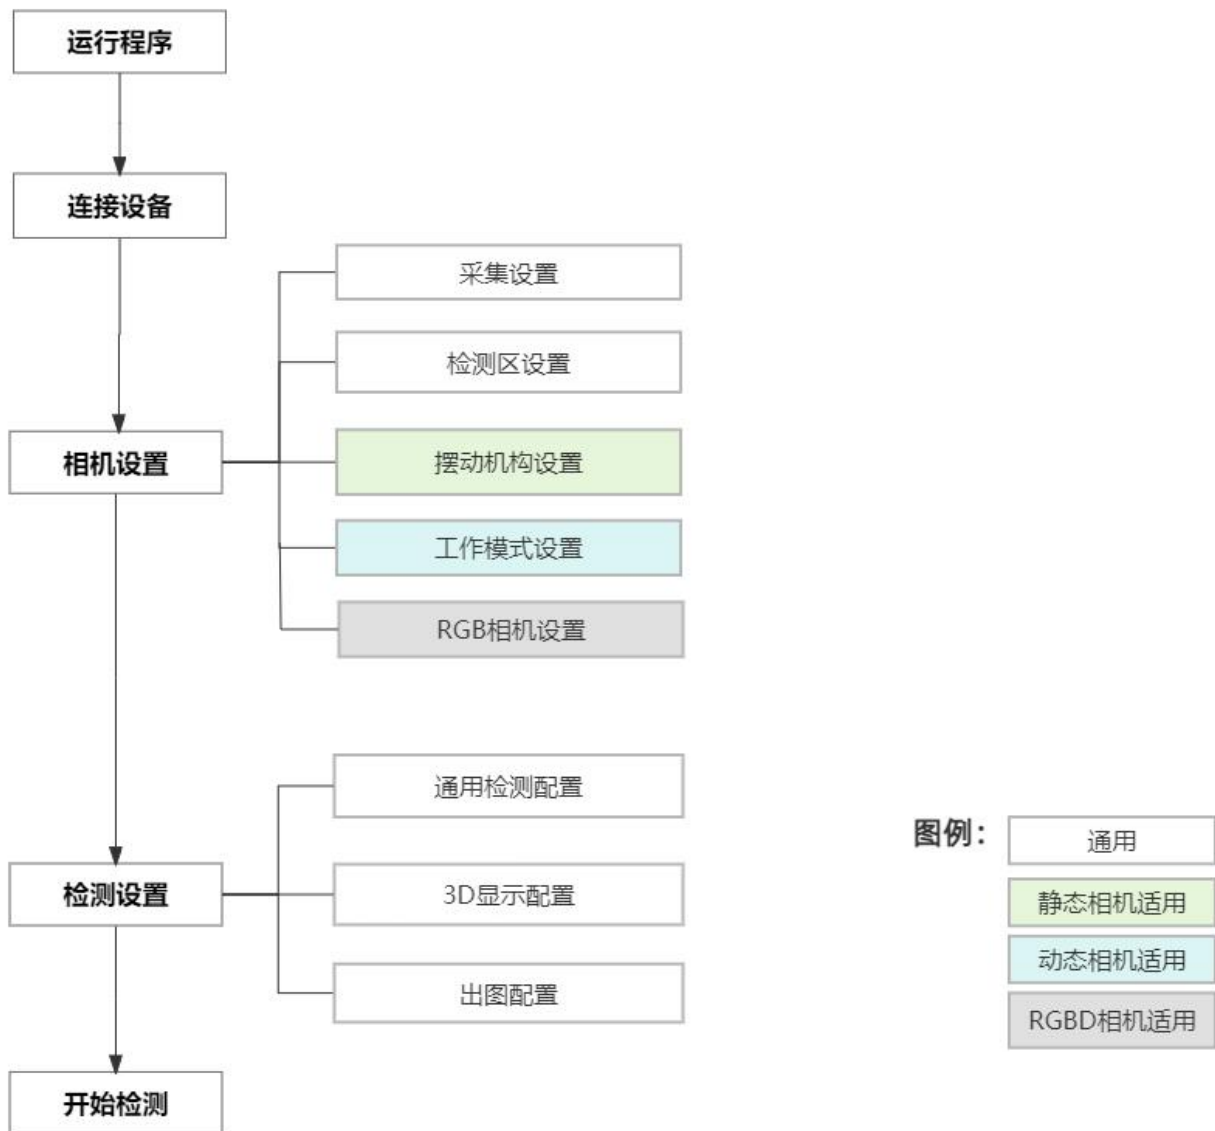 运行程序
连接设备
相机设置
采集设置
检测区设置
摆动机构设置
工作模式设置
RGB相机设置
检测设置
通用检测配置
3D显示配置
出图配置
开始检测
图例：
通用
静态相机适用
动态相机适用
RGBD相机适用